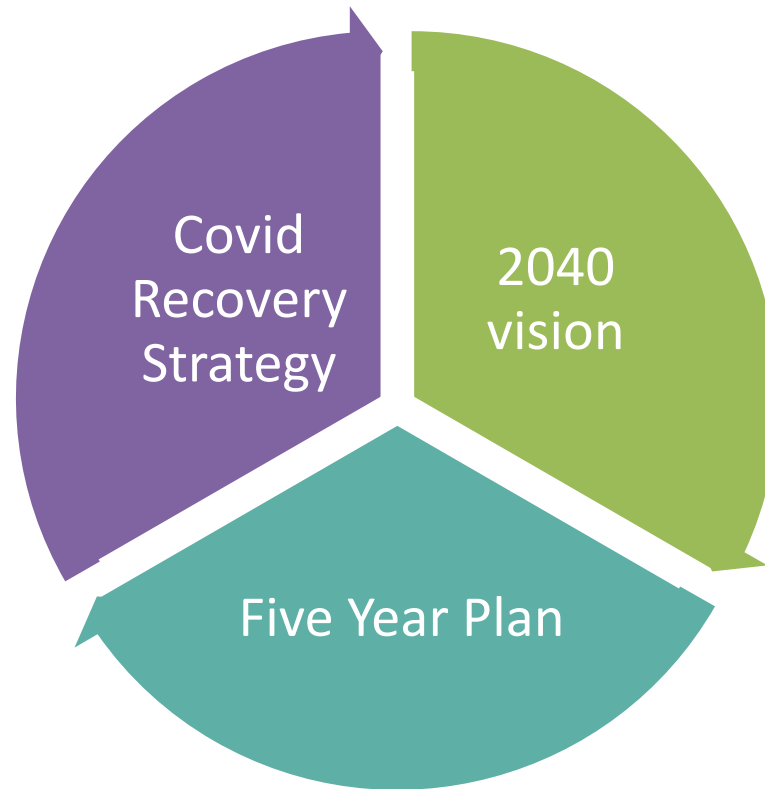 Covid
Recovery
Strategy
2040
vision
Five Year Plan